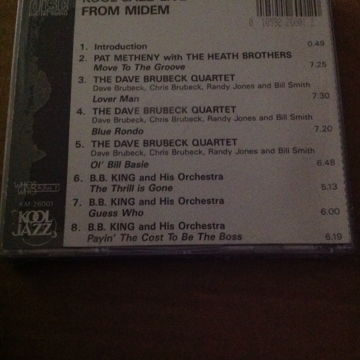 DIGITAL AUDIO
FROM MIDEM
1. Introduction 0.49
2. PAT METHENY with THE HEATH BROTHERS
Move To The Groove 7.25
3. THE DAVE BRUBECK QUARTET
Dave Brubeck, Chris Brubeck, Randy Jones and Bill Smith
Lover Man 7.30
4. THE DAVE BRUBECK QUARTET
Dave Brubeck, Chris Brubeck, Randy Jones and Bill Smith
Blue Rondo 7.20
5. THE DAVE BRUBECK QUARTET
Dave Brubeck, Chris Brubeck, Randy Jones and Bill Smith
Ol' Bill Basie 6.48
6. B.B. KING and His Orchestra
The Thrill is Gone 5.13
7. B.B. KING and His Orchestra
Guess Who 6.00
8. B.B. KING and His Orchestra
Payin' The Cost To Be The Boss 6.19
KM 26001
KOOL
JAZZ